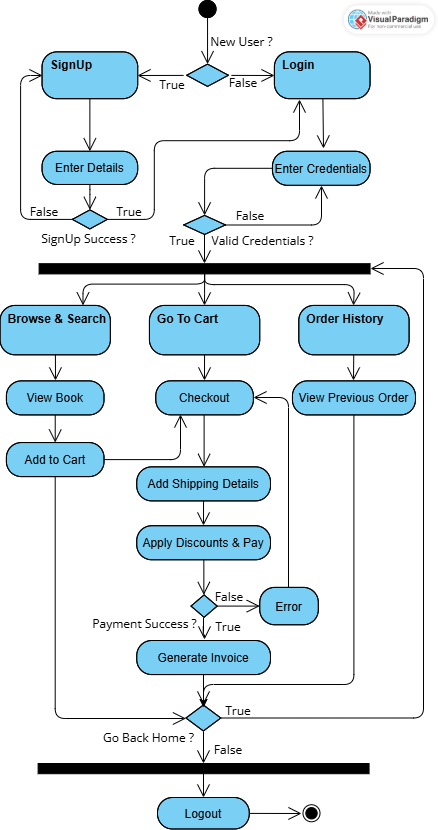 Made with
VisualParadigm
For non-commercial use
New User ?
SignUp
True
False
Login
Enter Details
Enter Credentials
False
True
False
SignUp Success ?
True
Valid Credentials ?
Browse & Search
Go To Cart
Order History
View Book
Checkout
View Previous Order
Add to Cart
Add Shipping Details
Apply Discounts & Pay
False
Error
Payment Success ?
True
Generate Invoice
True
Go Back Home ?
False
Logout